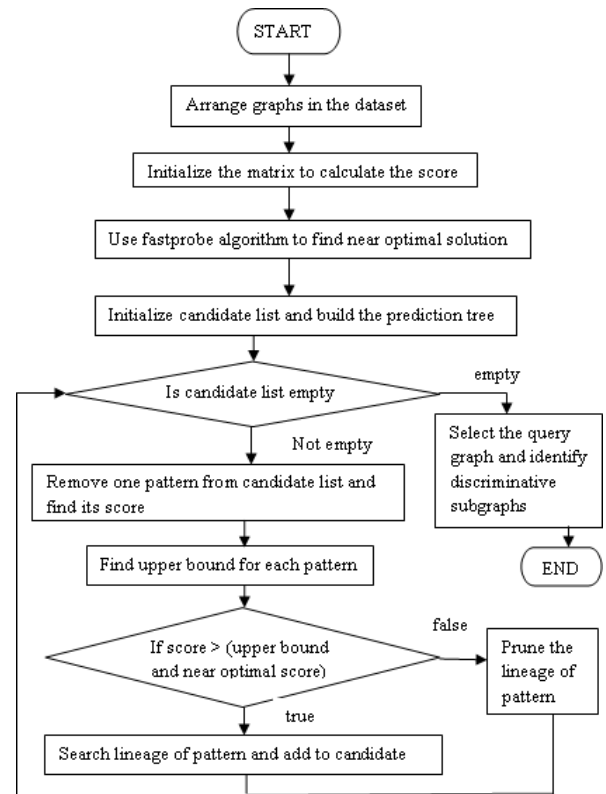 START
Arrange graphs in the dataset
Initialize the matrix to calculate the score
Use fastprobe algorithm to find near optimal solution
Initialize candidate list and build the prediction tree
Is candidate list empty
empty
Not empty
Select the query
graph and identify
discriminative
subgraphs
Remove one pattern from candidate list and
find its score
END
Find upper bound for each pattern
If score > (upper bound
and near optimal score)
false
Prune the
lineage of
pattern
true
Search lineage of pattern and add to candidate